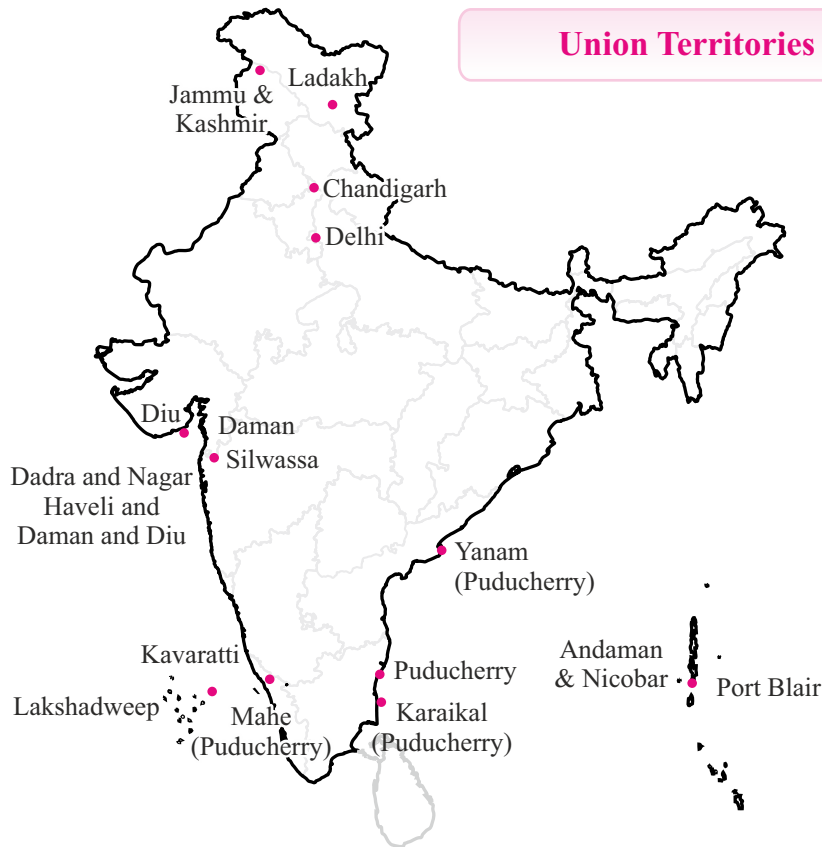 Union Territories
Ladakh
Jammu &
Kashmir
Chandigarh
Delhi
Diu
Daman
Silwassa
Dadra and Nagar
Haveli and
Daman and Diu
Yanam
(Puducherry)
Kavaratti
Lakshadweep
Mahe
(Puducherry)
Puducherry
Karaikal
(Puducherry)
Andaman
& Nicobar
Port Blair